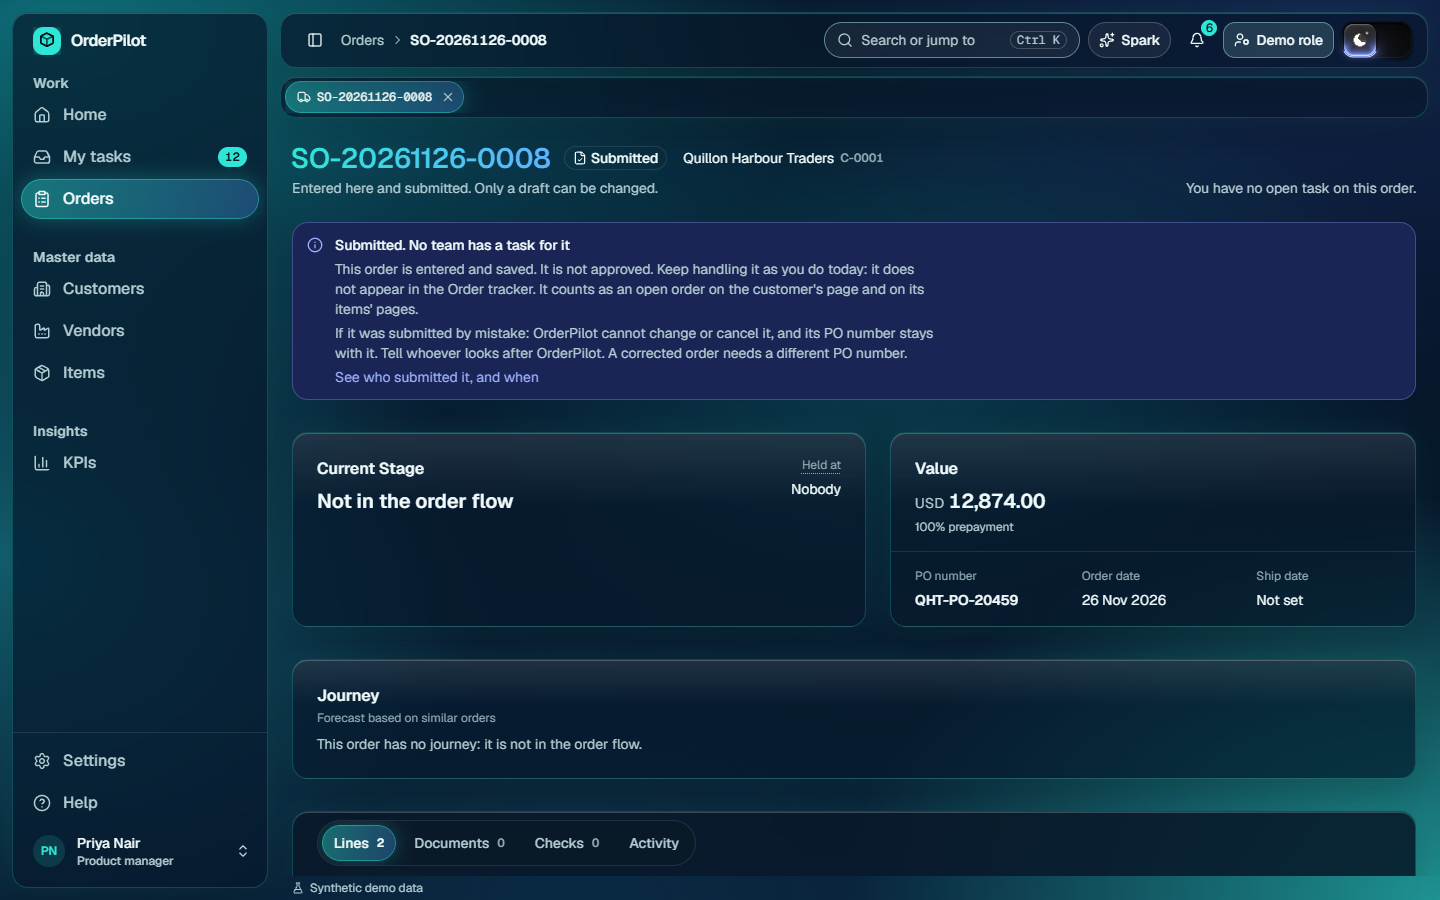 OrderPilot
Work
Home
My tasks 12
Orders
Master data
Customers
Vendors
Items
Insights
KPIs
Settings
Help
PN Priya Nair
Product manager
Orders > SO-20261126-0008
Search or jump to Ctrl K
Spark
6
Demo role
SO-20261126-0008
SO-20261126-0008 Submitted Quillon Harbour Traders C-0001
Entered here and submitted. Only a draft can be changed.
You have no open task on this order.
Submitted. No team has a task for it
This order is entered and saved. It is not approved. Keep handling it as you do today: it does
not appear in the Order tracker. It counts as an open order on the customer's page and on its
items' pages.
If it was submitted by mistake: OrderPilot cannot change or cancel it, and its PO number stays
with it. Tell whoever looks after OrderPilot. A corrected order needs a different PO number.
See who submitted it, and when
Current Stage
Not in the order flow
Held at
Nobody
Value
USD 12,874.00
100% prepayment
PO number Order date Ship date
QHT-PO-20459 26 Nov 2026 Not set
Journey
Forecast based on similar orders
This order has no journey: it is not in the order flow.
Lines 2 Documents 0 Checks 0 Activity
Synthetic demo data